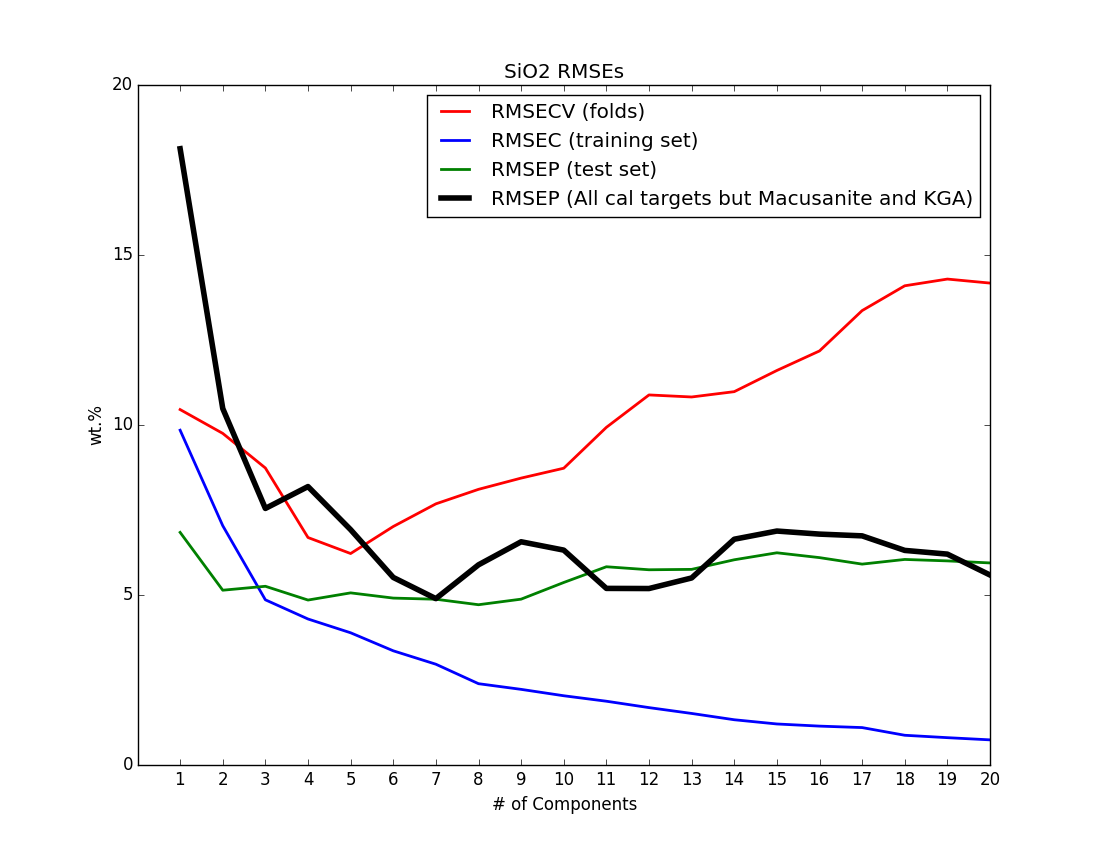 SiO2 RMSEs
20
RMSECV (folds)
RMSEC (training set)
RMSEP (test set)
RMSEP (All cal targets but Macusanite and KGA)
15
10
wt.%
5
0
1 2 3 4 5 6 7 8 9 10 11 12 13 14 15 16 17 18 19 20
# of Components